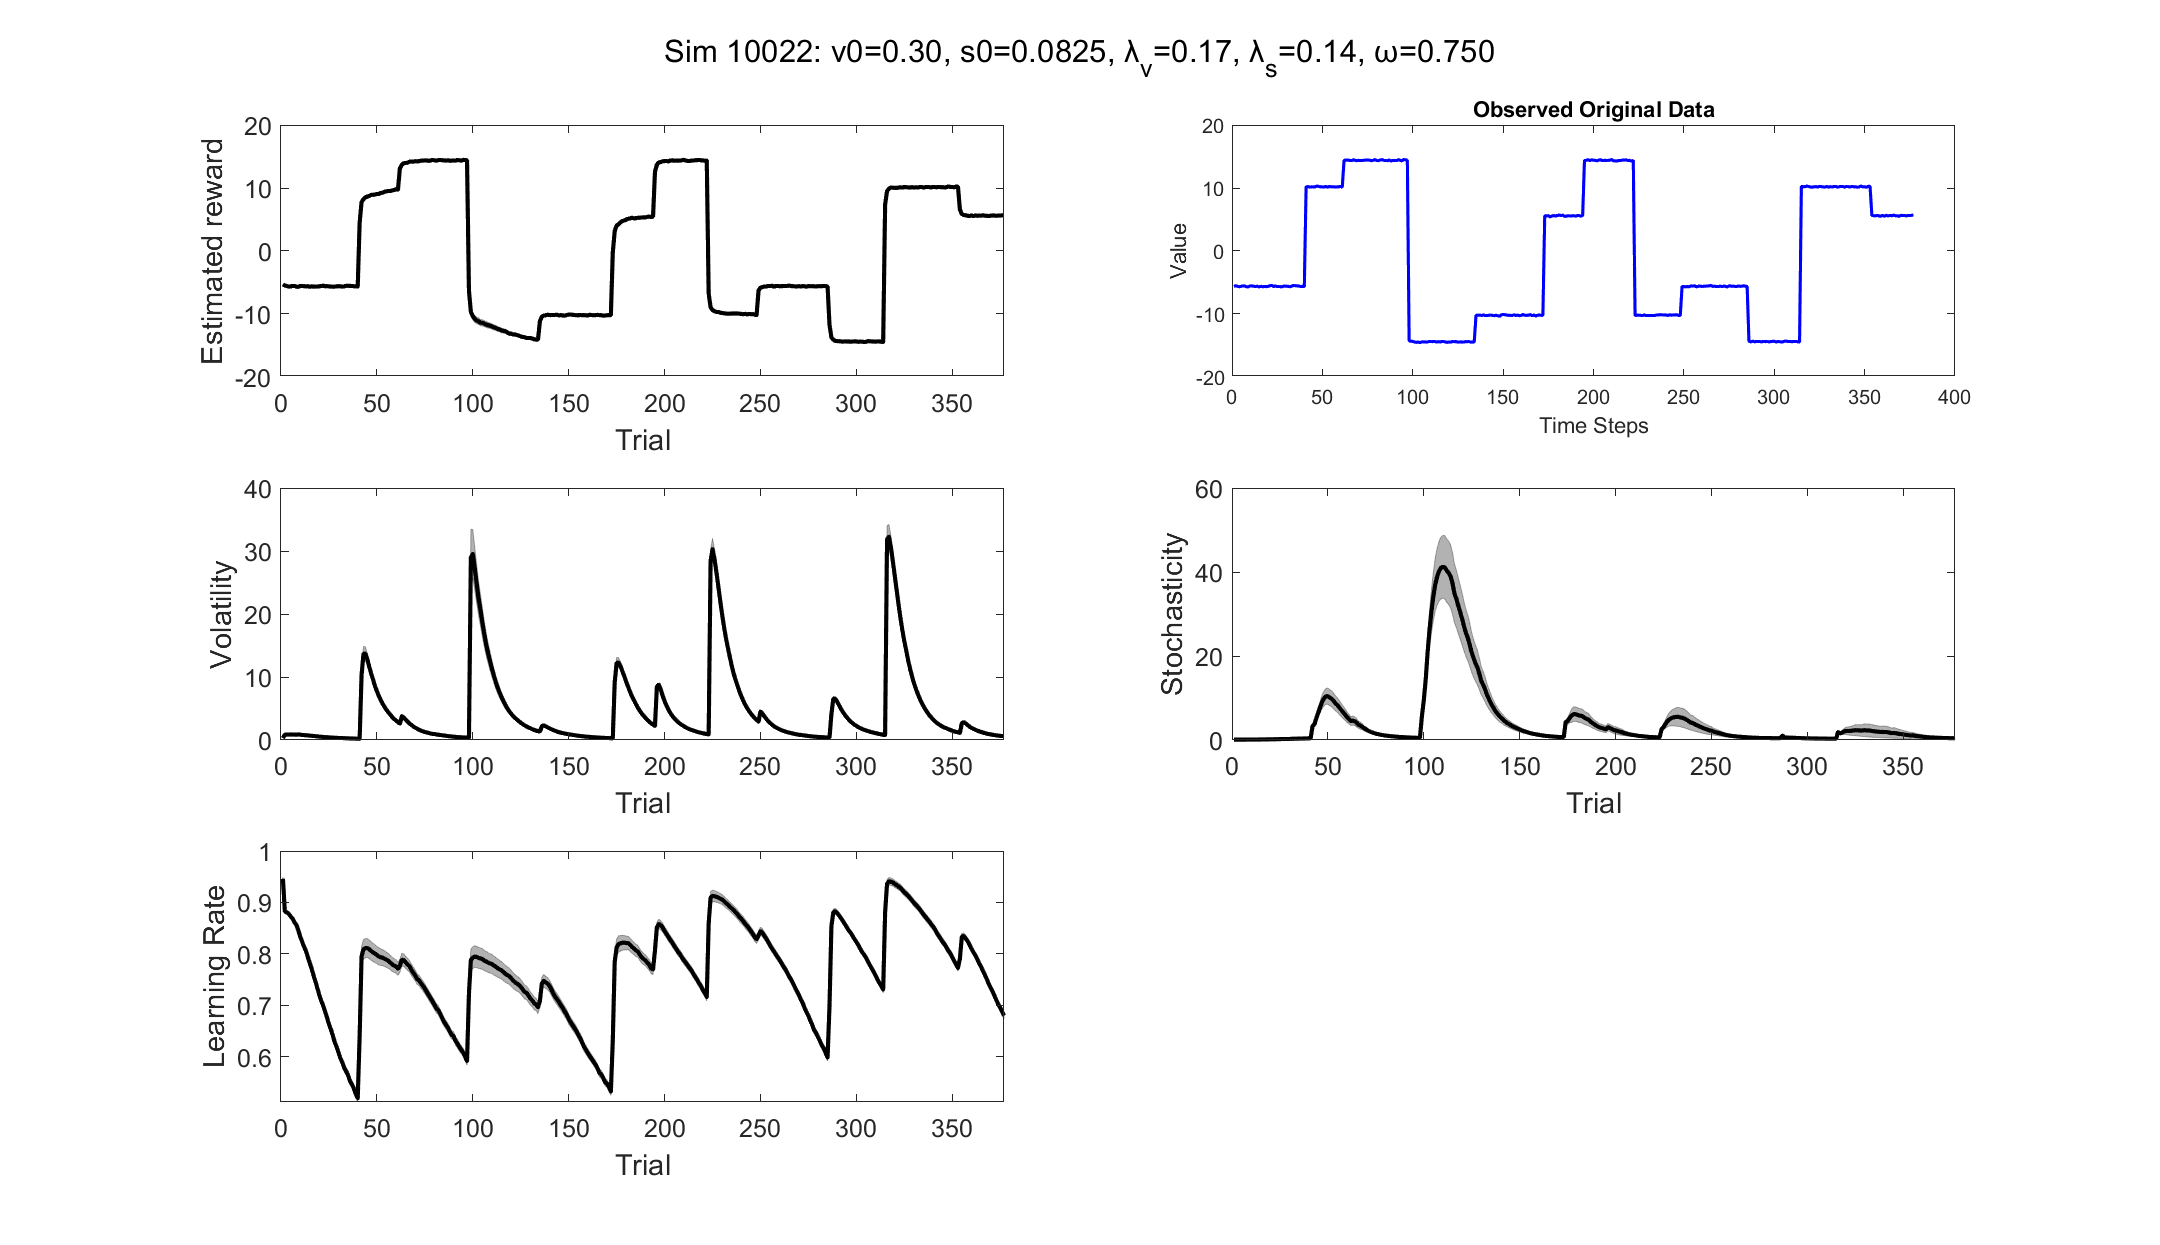 Sim 10022: v0=0.30, s0=0.0825, λv=0.17, λs=0.14, ω=0.750
Estimated reward
20
10
0
-10
-20
0 50 100 150 200 250 300 350
Trial
Observed Original Data
Value
20
10
0
-10
-20
0 50 100 150 200 250 300 350 400
Time Steps
Volatility
40
30
20
10
0
0 50 100 150 200 250 300 350
Trial
Stochasticity
60
40
20
0
0 50 100 150 200 250 300 350
Trial
Learning Rate
1
0.9
0.8
0.7
0.6
0 50 100 150 200 250 300 350
Trial